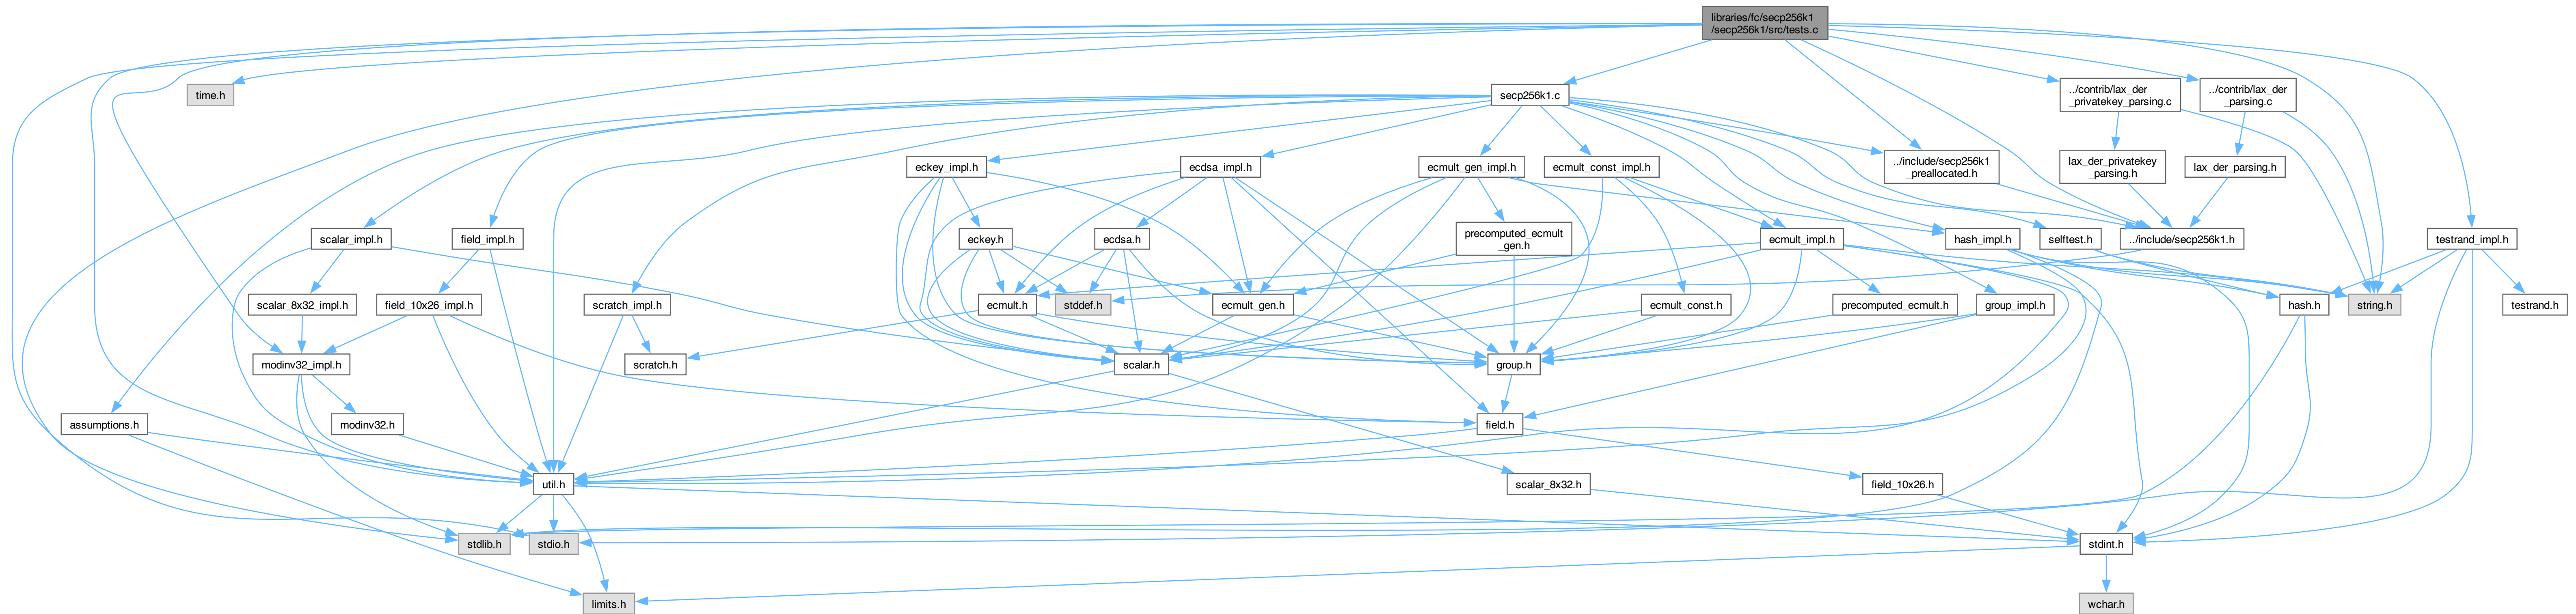 libraries/fc/secp256k1
/secp256k1/src/tests.c
time.h
secp256k1.c
../contrib/lax_der
_privatekey_parsing.c
../contrib/lax_der
_parsing.c
eckey_impl.h
ecdsa_impl.h
ecmult_gen_impl.h
ecmult_const_impl.h
../include/secp256k1
_preallocated.h
lax_der_privatekey
_parsing.h
lax_der_parsing.h
scalar_impl.h
field_impl.h
eckey.h
ecdsa.h
precomputed_ecmult
_gen.h
ecmult_impl.h
hash_impl.h
selftest.h
../include/secp256k1.h
testrand_impl.h
scalar_8x32_impl.h
field_10x26_impl.h
scratch_impl.h
ecmult.h
stddef.h
ecmult_gen.h
ecmult_const.h
precomputed_ecmult.h
group_impl.h
hash.h
string.h
testrand.h
modinv32_impl.h
scratch.h
scalar.h
group.h
assumptions.h
modinv32.h
field.h
util.h
scalar_8x32.h
field_10x26.h
stdlib.h
stdio.h
stdint.h
limits.h
wchar.h